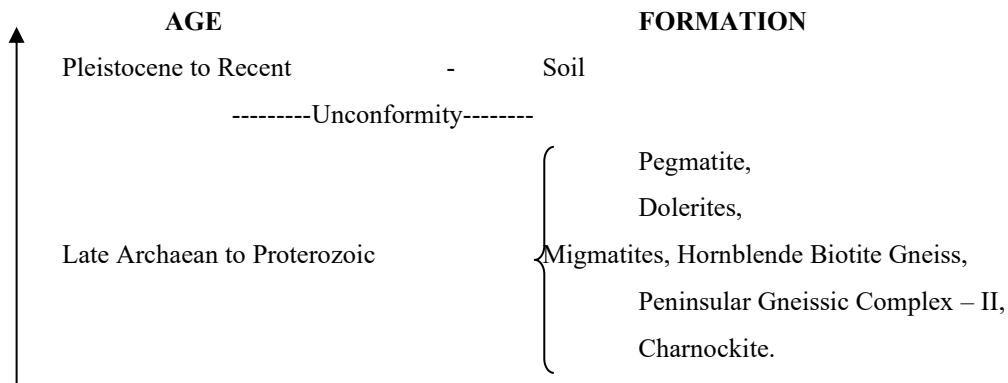 AGE FORMATION
Pleistocene to Recent - Soil
---------Unconformity--------
Pegmatite,
Dolerites,
Late Archaean to Proterozoic Migmatites, Hornblende Biotite Gneiss,
Peninsular Gneissic Complex – II,
Charnockite.